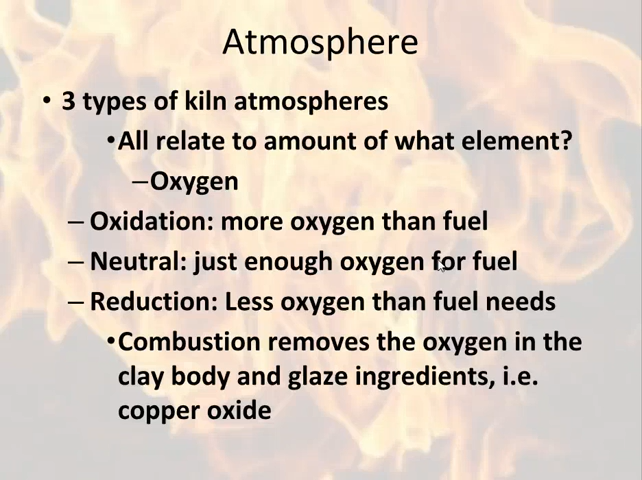 Atmosphere
• 3 types of kiln atmospheres
•All relate to amount of what element?
–Oxygen
– Oxidation: more oxygen than fuel
– Neutral: just enough oxygen for fuel
– Reduction: Less oxygen than fuel needs
•Combustion removes the oxygen in the
clay body and glaze ingredients, i.e.
copper oxide